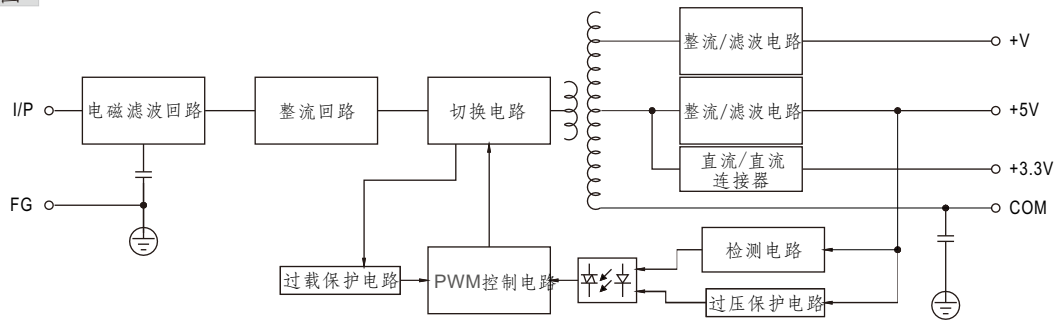 整流/滤波电路
+V
I/P
电磁滤波回路
整流回路
切换电路
整流/滤波电路
+5V
直流/直流
连接器
+3.3V
FG
COM
检测电路
过载保护电路
PWM控制电路
过压保护电路